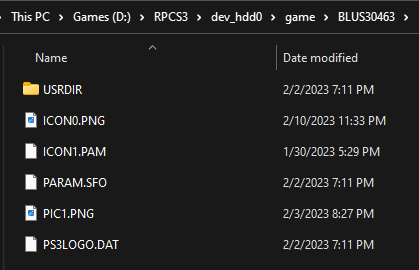 This PC > Games (D:) > RPCS3 > dev_hdd0 > game > BLUS30463 >
Name Date modified
USRDIR 2/2/2023 7:11 PM
ICON0.PNG 2/10/2023 11:33 PM
ICON1.PAM 1/30/2023 5:29 PM
PARAM.SFO 2/2/2023 7:11 PM
PIC1.PNG 2/3/2023 8:27 PM
PS3LOGO.DAT 2/2/2023 7:11 PM